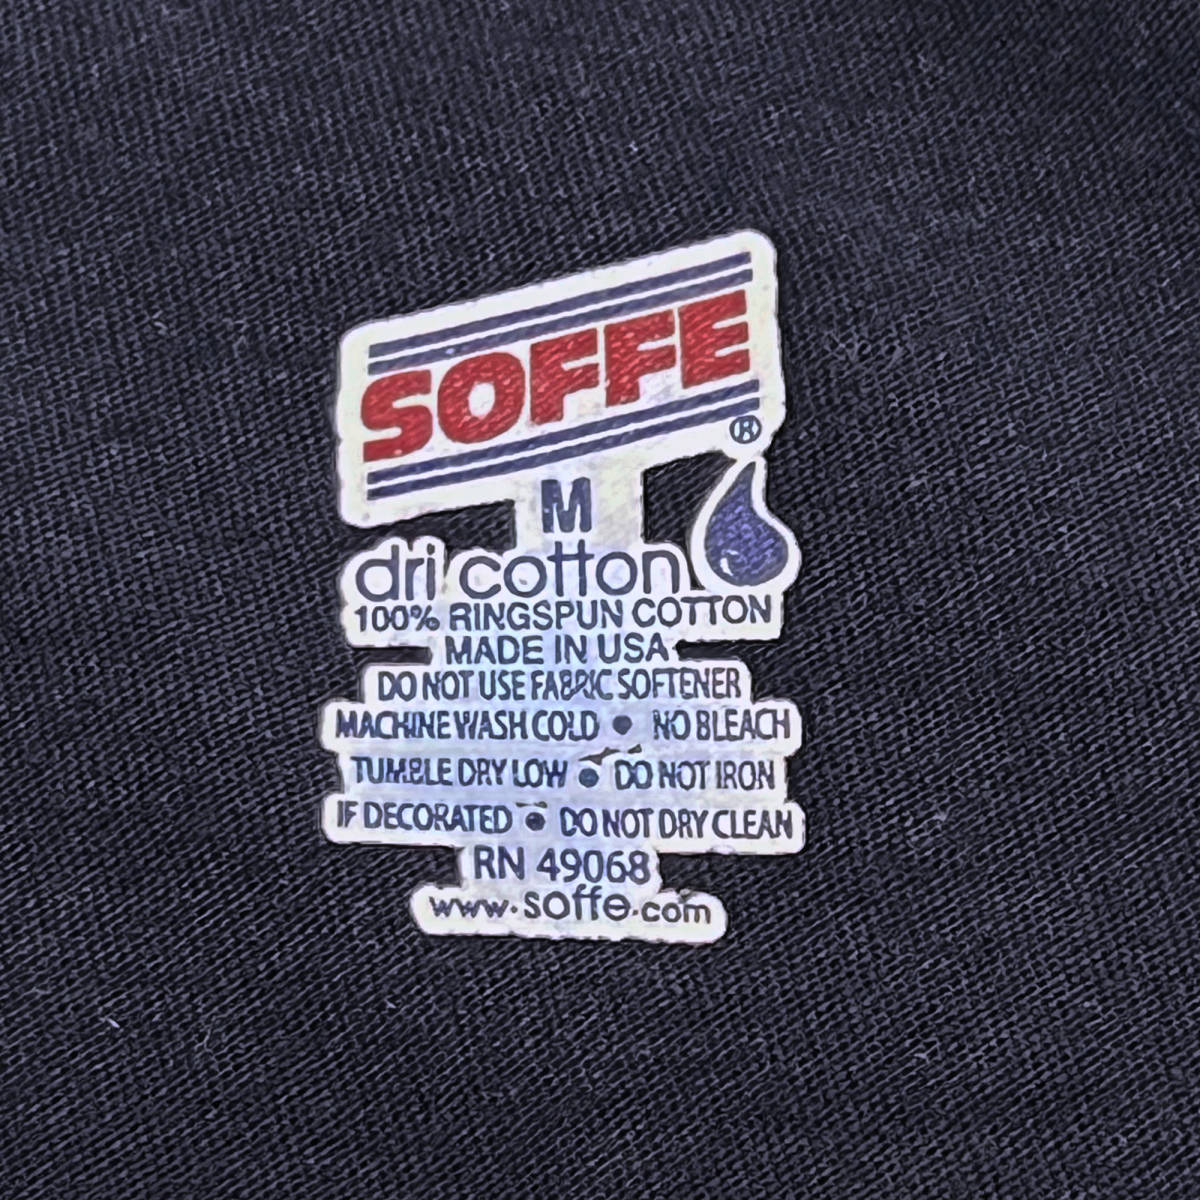 SOFFE
®
M
dri cotton
100% RINGSPUN COTTON
MADE IN USA
DO NOT USE FABRIC SOFTENER
MACHINE WASH COLD • NO BLEACH
TUMBLE DRY LOW • DO NOT IRON
IF DECORATED • DO NOT DRY CLEAN
RN 49068
www.soffe.com